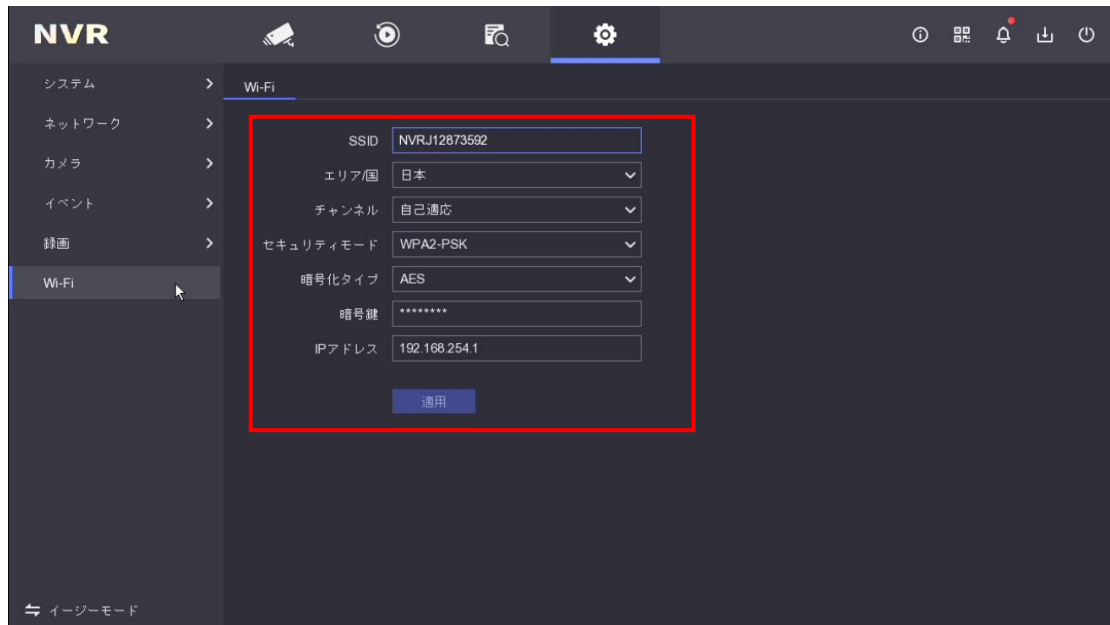 NVR
システム
ネットワーク
カメラ
イベント
録画
Wi-Fi
イージーモード
Wi-Fi
SSID NVRJ12873592
エリア/国 日本
チャンネル 自己適応
セキュリティモード WPA2-PSK
暗号化タイプ AES
暗号鍵 ********
IPアドレス 192.168.254.1
適用